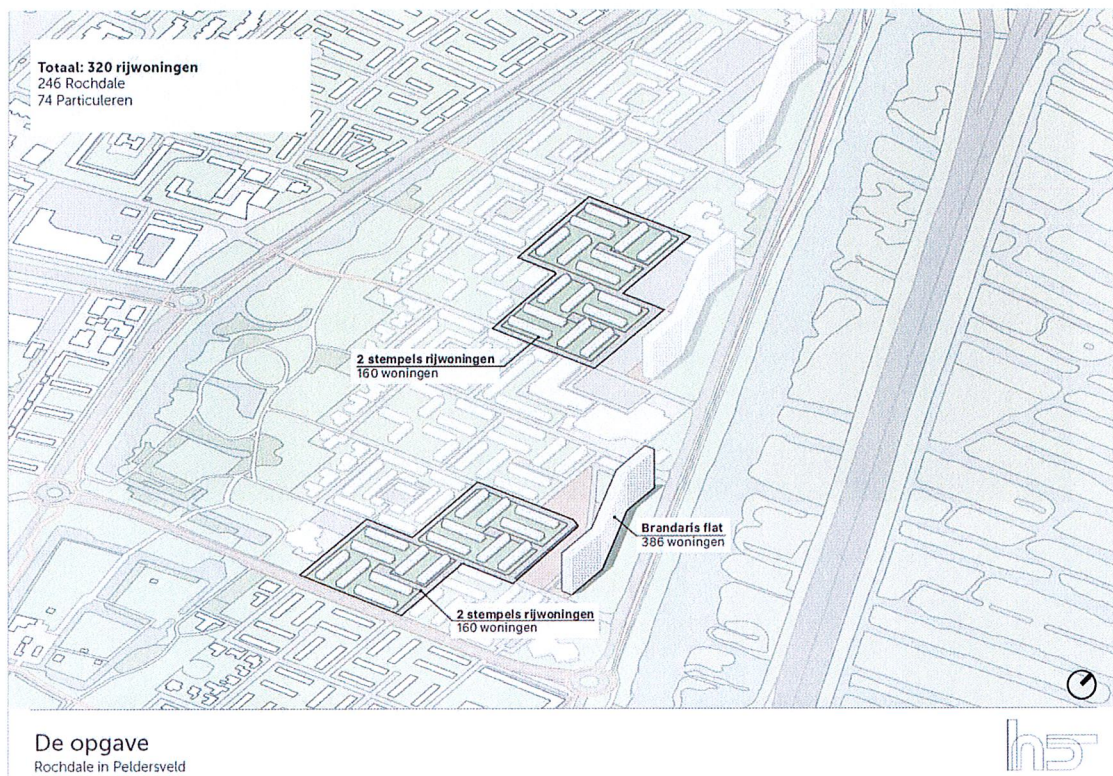 Totaal: 320 rijwoningen
246 Rochdale
74 Particuleren
2 stempels rijwoningen
160 woningen
Brandaris flat
386 woningen
2 stempels rijwoningen
160 woningen
De opgave
Rochdale in Peldersveld
h5